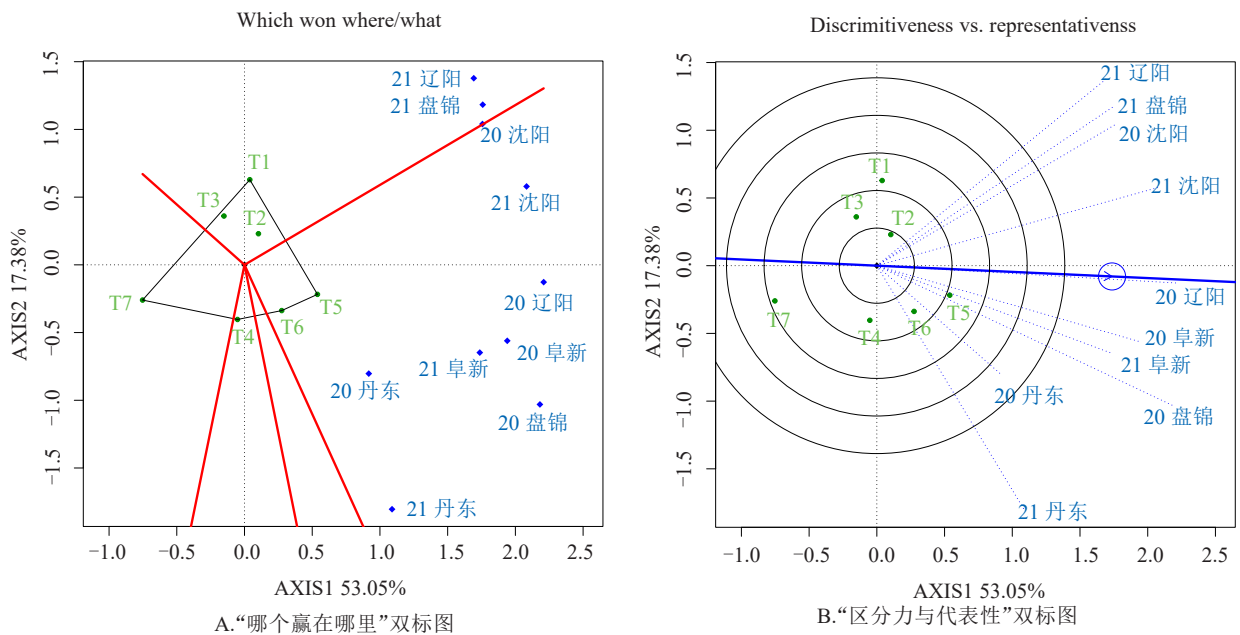 Which won where/what
1.5
1.0
0.5
0.0
−0.5
−1.0
−1.5
AXIS2 17.38%
21 辽阳
21 盘锦
20 沈阳
21 沈阳
20 辽阳
20 阜新
21 阜新
20 丹东
20 盘锦
21 丹东
T1
T3
T2
T7
T5
T6
T4
−1.0
−0.5
0.0
0.5
1.0
1.5
2.0
2.5
AXIS1 53.05%
A.“哪个赢在哪里”双标图
Discrimitiveness vs. representativenss
1.5
1.0
0.5
0.0
−0.5
−1.0
−1.5
AXIS2 17.38%
21 辽阳
21 盘锦
20 沈阳
21 沈阳
20 辽阳
20 阜新
21 阜新
20 丹东
20 盘锦
21 丹东
T1
T3
T2
T7
T5
T6
T4
−1.0
−0.5
0.0
0.5
1.0
1.5
2.0
2.5
AXIS1 53.05%
B.“区分力与代表性”双标图